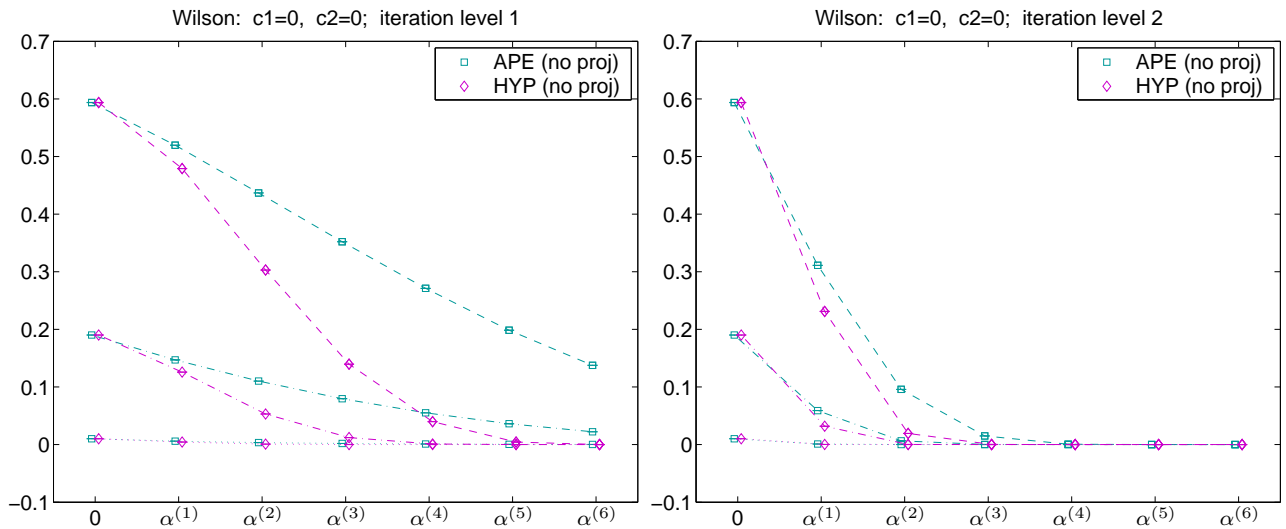 Wilson: c1=0, c2=0; iteration level 1
0.7
0.6
0.5
0.4
0.3
0.2
0.1
0
−0.1
APE (no proj)
HYP (no proj)
0 α(1) α(2) α(3) α(4) α(5) α(6)
Wilson: c1=0, c2=0; iteration level 2
0.7
0.6
0.5
0.4
0.3
0.2
0.1
0
−0.1
APE (no proj)
HYP (no proj)
0 α(1) α(2) α(3) α(4) α(5) α(6)